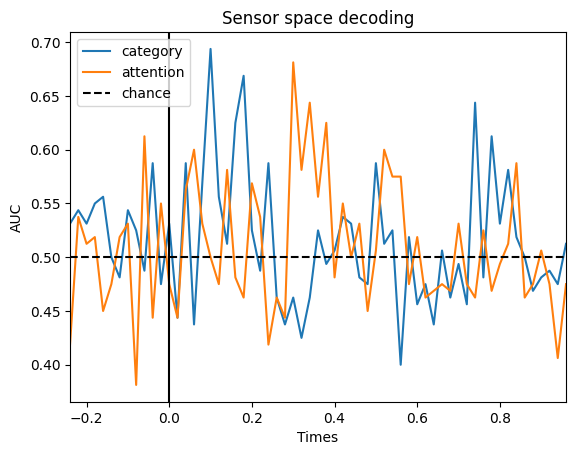 Sensor space decoding
category
attention
chance
AUC
0.70
0.65
0.60
0.55
0.50
0.45
0.40
−0.2
0.0
0.2
0.4
0.6
0.8
Times